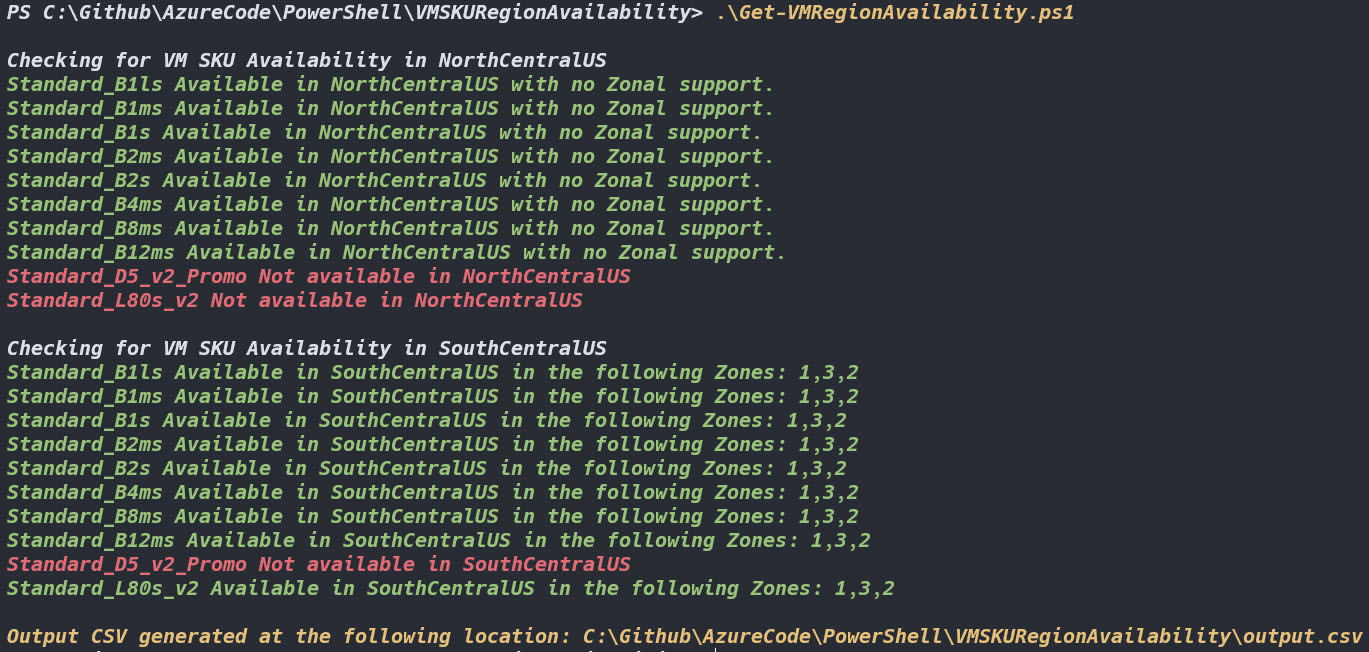 PS C:\Github\AzureCode\PowerShell\VMSKURegionAvailability> .\Get-VMRegionAvailability.ps1
Checking for VM SKU Availability in NorthCentralUS
Standard_B1ls Available in NorthCentralUS with no Zonal support.
Standard_B1ms Available in NorthCentralUS with no Zonal support.
Standard_B1s Available in NorthCentralUS with no Zonal support.
Standard_B2ms Available in NorthCentralUS with no Zonal support.
Standard_B2s Available in NorthCentralUS with no Zonal support.
Standard_B4ms Available in NorthCentralUS with no Zonal support.
Standard_B8ms Available in NorthCentralUS with no Zonal support.
Standard_B12ms Available in NorthCentralUS with no Zonal support.
Standard_D5_v2_Promo Not available in NorthCentralUS
Standard_L80s_v2 Not available in NorthCentralUS
Checking for VM SKU Availability in SouthCentralUS
Standard_B1ls Available in SouthCentralUS in the following Zones: 1,3,2
Standard_B1ms Available in SouthCentralUS in the following Zones: 1,3,2
Standard_B1s Available in SouthCentralUS in the following Zones: 1,3,2
Standard_B2ms Available in SouthCentralUS in the following Zones: 1,3,2
Standard_B2s Available in SouthCentralUS in the following Zones: 1,3,2
Standard_B4ms Available in SouthCentralUS in the following Zones: 1,3,2
Standard_B8ms Available in SouthCentralUS in the following Zones: 1,3,2
Standard_B12ms Available in SouthCentralUS in the following Zones: 1,3,2
Standard_D5_v2_Promo Not available in SouthCentralUS
Standard_L80s_v2 Available in SouthCentralUS in the following Zones: 1,3,2
Output CSV generated at the following location: C:\Github\AzureCode\PowerShell\VMSKURegionAvailability\output.csv